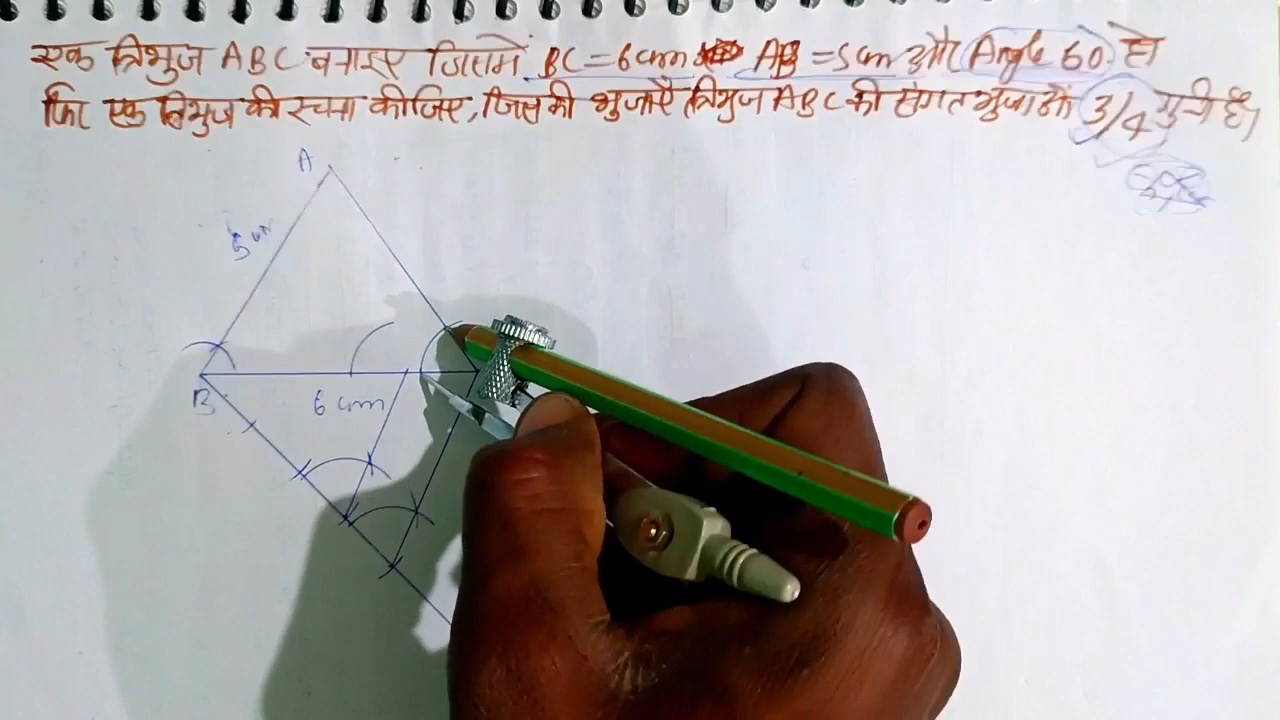 एक त्रिभुज ABC बनाइए जिसमें BC = 6 cm AB = 5 cm और Angle 60 हो
फिर एक त्रिभुज की रचना कीजिए, जिसकी भुजाएँ त्रिभुज ABC की संगत भुजाओं 3/4 गुनी है।
A
5 cm
B
6 cm